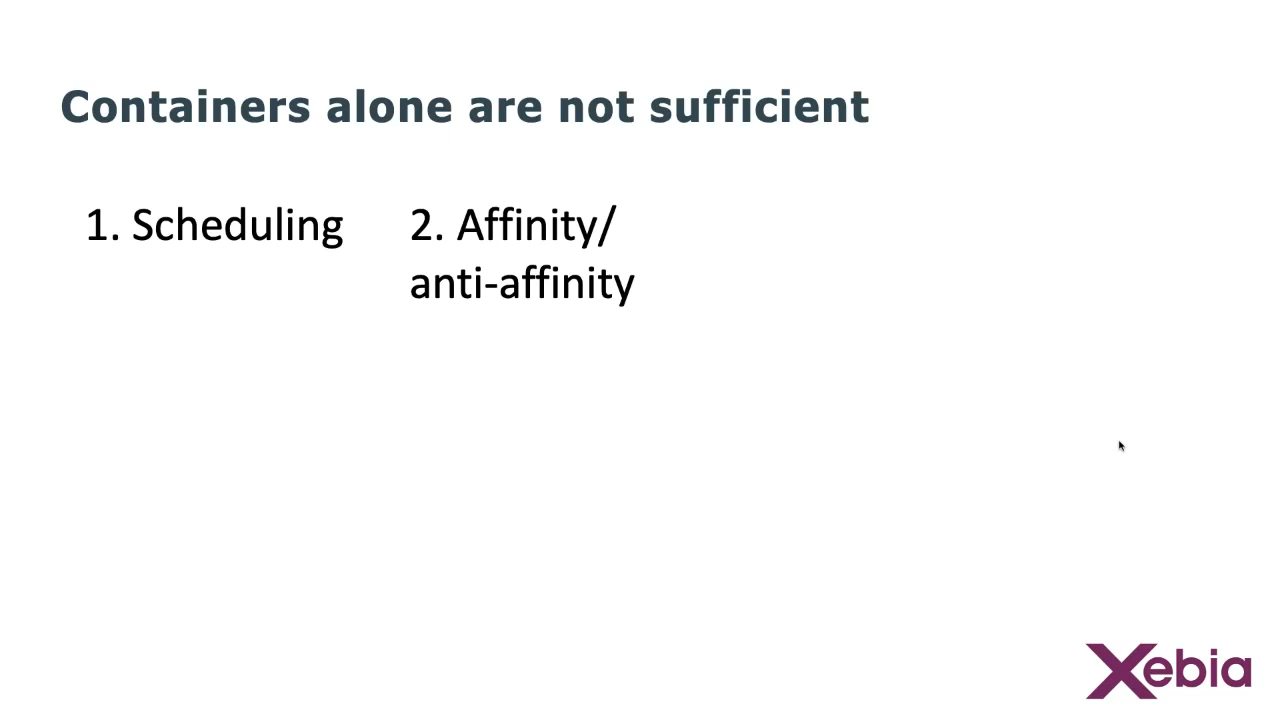 Containers alone are not sufficient
1. Scheduling
2. Affinity/
anti-affinity
Xebia